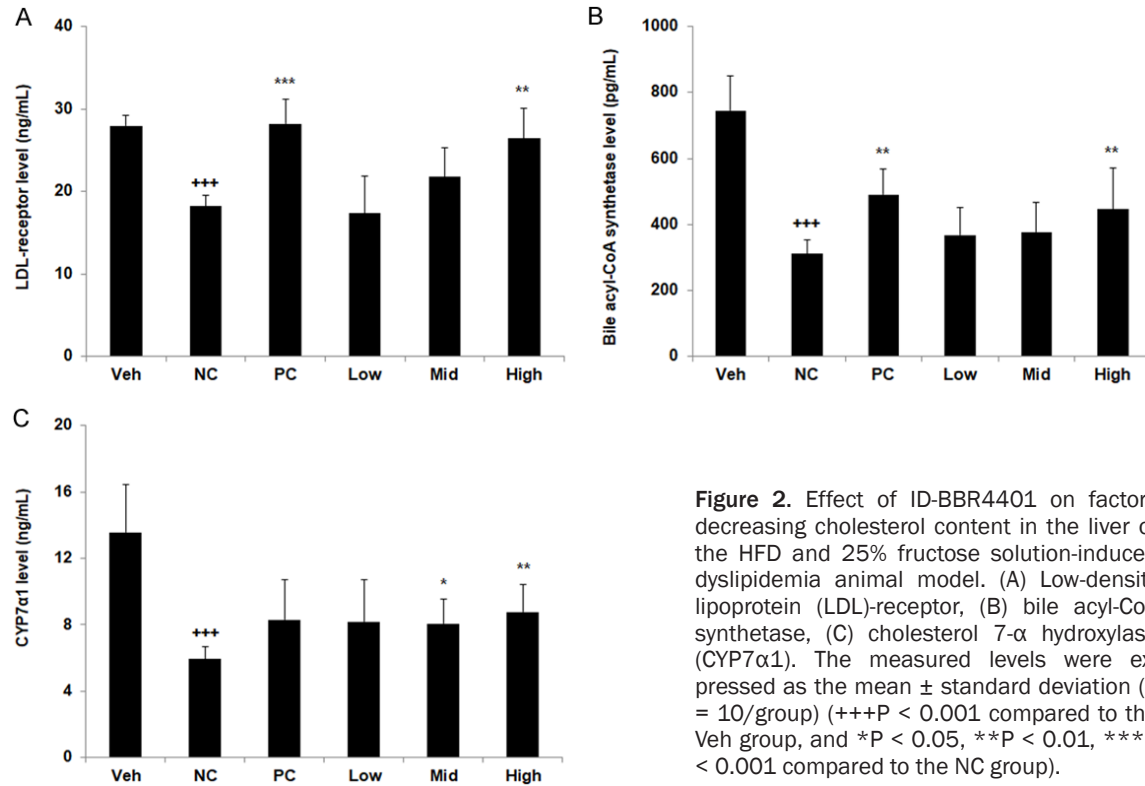 A
LDL-receptor level (ng/mL)
40
30
20
10
0
+++
***
**
Veh NC PC Low Mid High
B
Bile acyl-CoA synthetase level (pg/mL)
1000
800
600
400
200
0
+++
**
**
Veh NC PC Low Mid High
C
CYP7α1 level (ng/mL)
20
16
12
8
4
0
+++
*
**
Veh NC PC Low Mid High
Figure 2. Effect of ID-BBR4401 on factor
decreasing cholesterol content in the liver o
the HFD and 25% fructose solution-induce
dyslipidemia animal model. (A) Low-densit
lipoprotein (LDL)-receptor, (B) bile acyl-Co
synthetase, (C) cholesterol 7-α hydroxylas
(CYP7α1). The measured levels were ex
pressed as the mean ± standard deviation (
= 10/group) (+++P < 0.001 compared to th
Veh group, and *P < 0.05, **P < 0.01, ***
< 0.001 compared to the NC group).